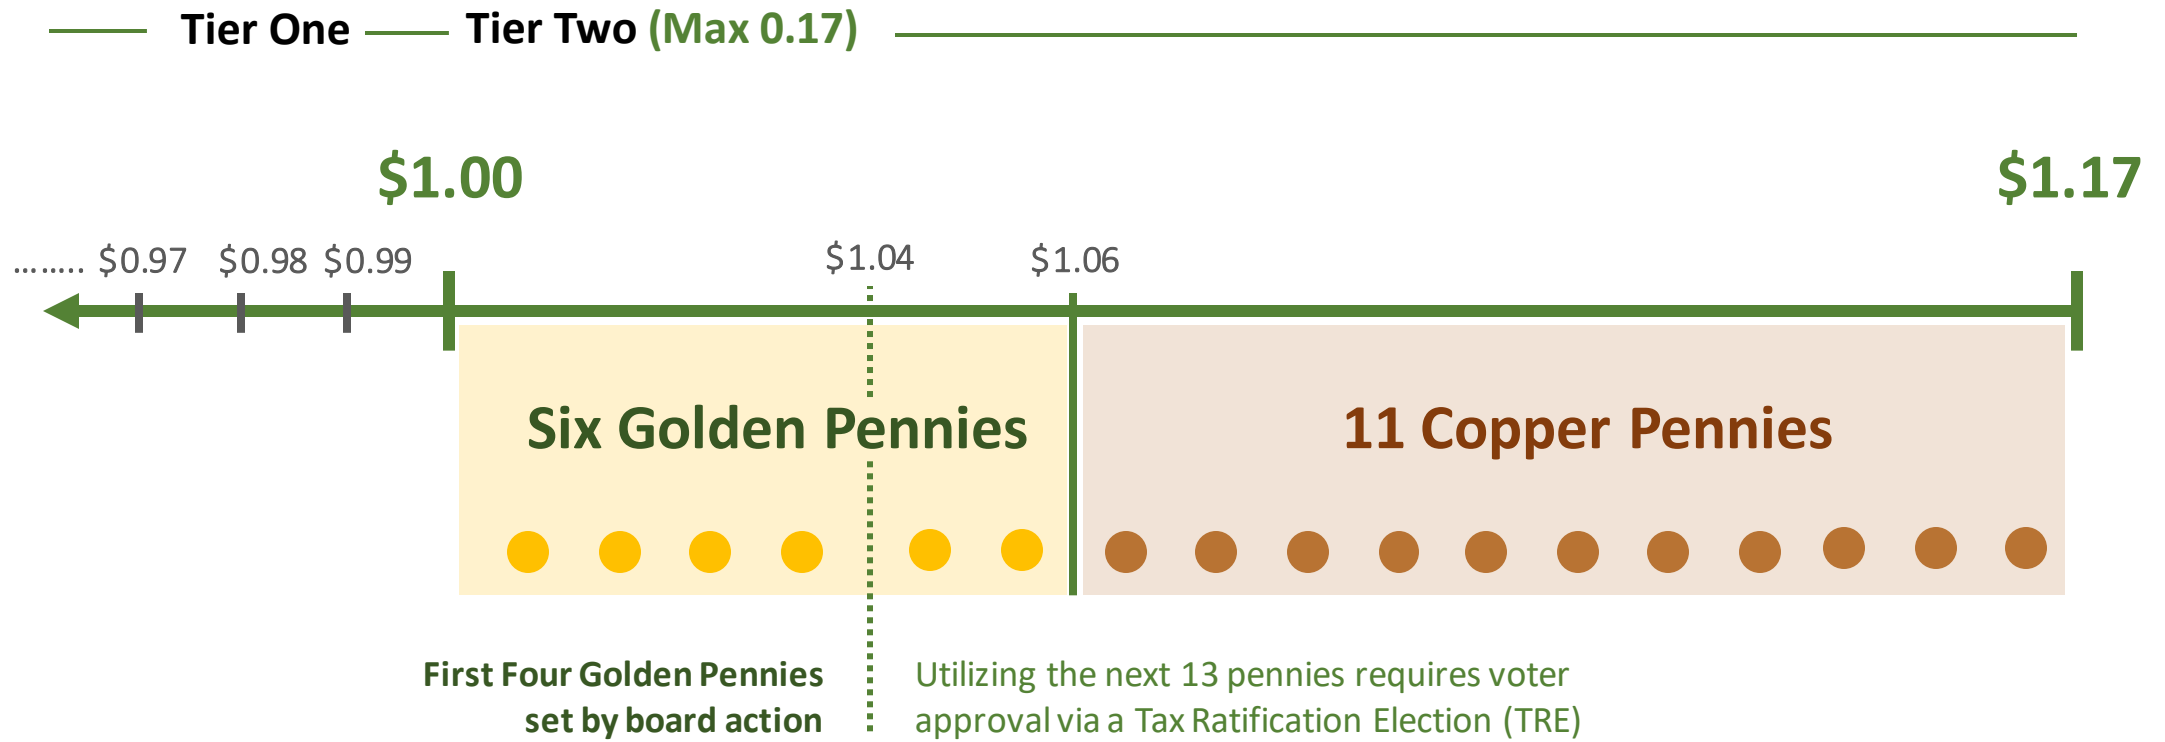 Tier One
Tier Two (Max 0.17)
$1.00
$1.17
…….. $0.97 $0.98 $0.99
$1.04
$1.06
Six Golden Pennies
11 Copper Pennies
First Four Golden Pennies
set by board action
Utilizing the next 13 pennies requires voter
approval via a Tax Ratification Election (TRE)